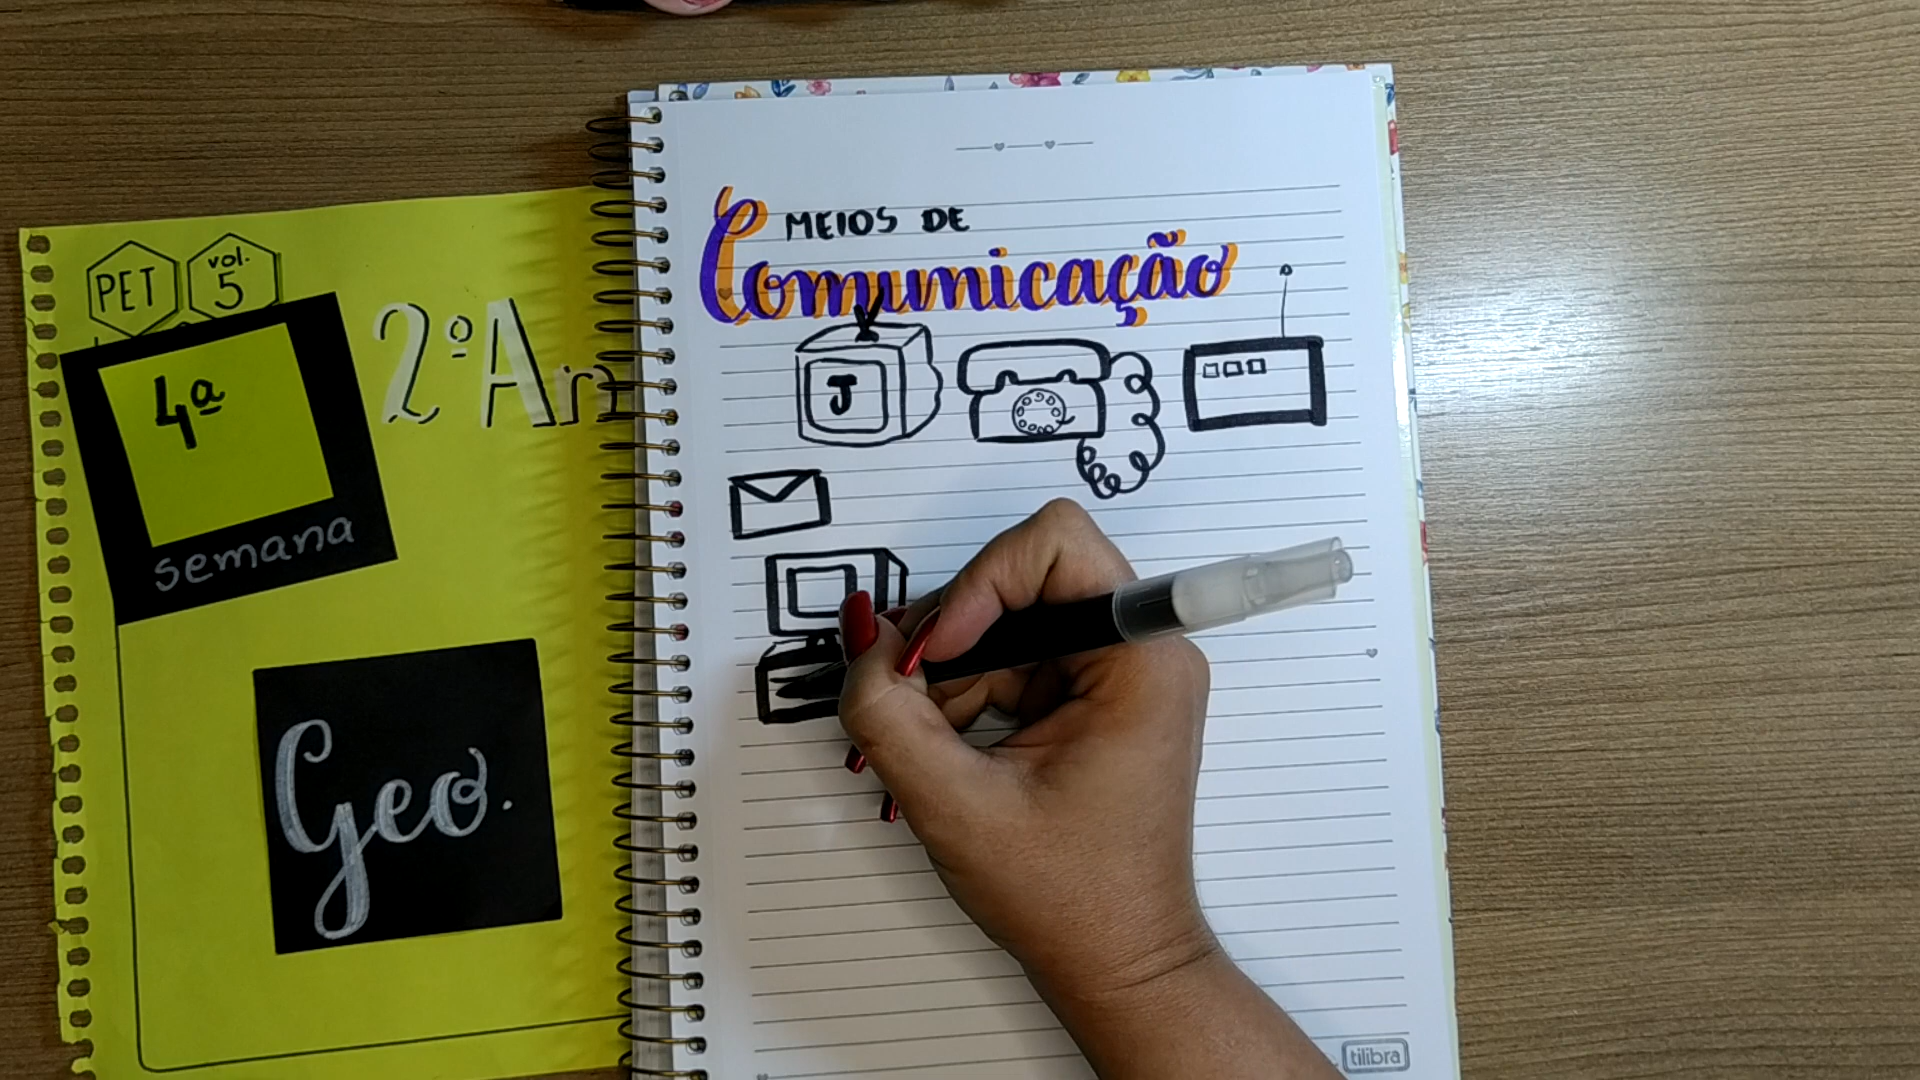 PET
vol.
5
2º An
4ª
semana
Geo.
MEIOS DE
Comunicação
J
tilibra